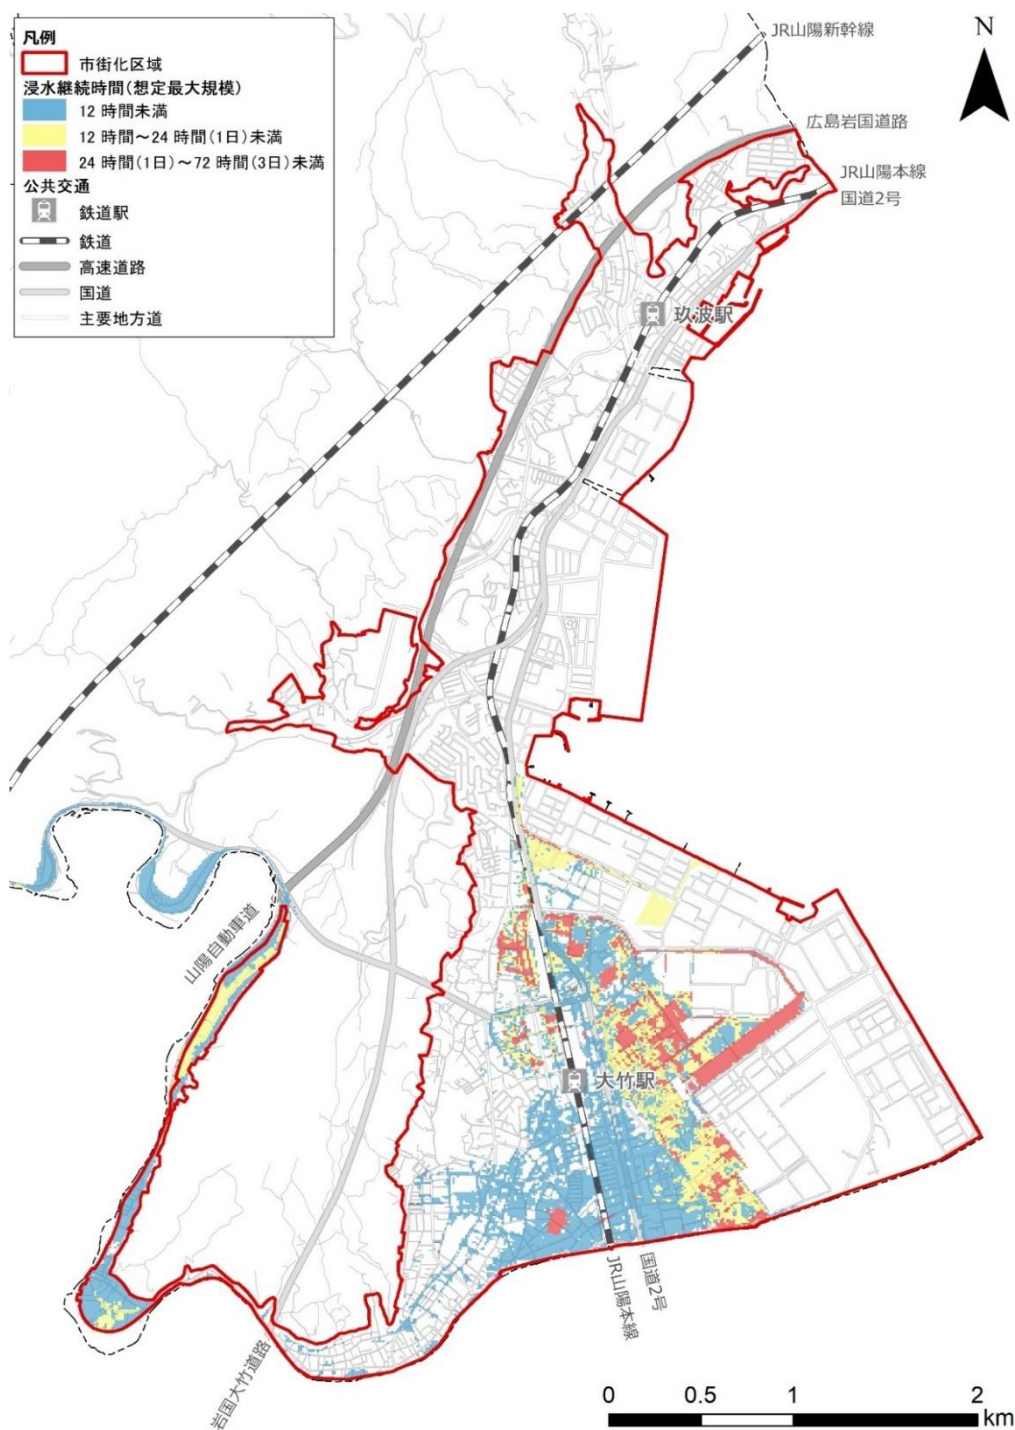 凡例
市街化区域
浸水継続時間(想定最大規模)
12 時間未満
12 時間～24 時間(1日)未満
24 時間(1日)～72 時間(3日)未満
公共交通
鉄道駅
鉄道
高速道路
国道
主要地方道
JR山陽新幹線
N
広島岩国道路
JR山陽本線
国道2号
玖波駅
山陽自動車道
大竹駅
JR山陽本線
国道2号
岩国大竹道路
0 0.5 1 2
km